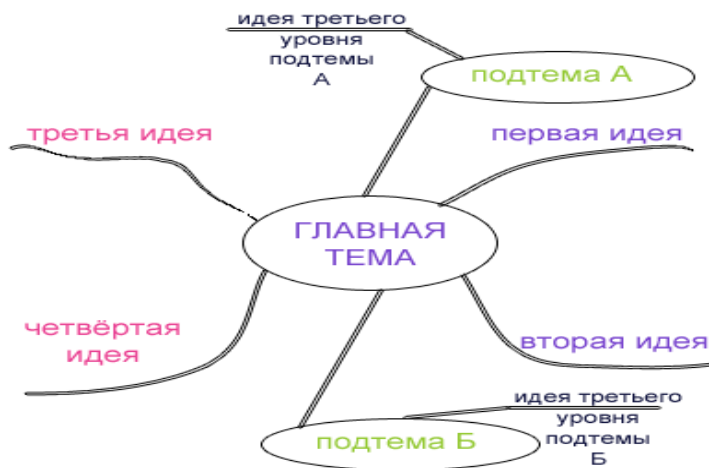 идея третьего
уровня
подтемы
А
подтема А
третья идея
первая идея
ГЛАВНАЯ
ТЕМА
четвёртая
идея
вторая идея
идея третьего
уровня
подтемы
Б
подтема Б